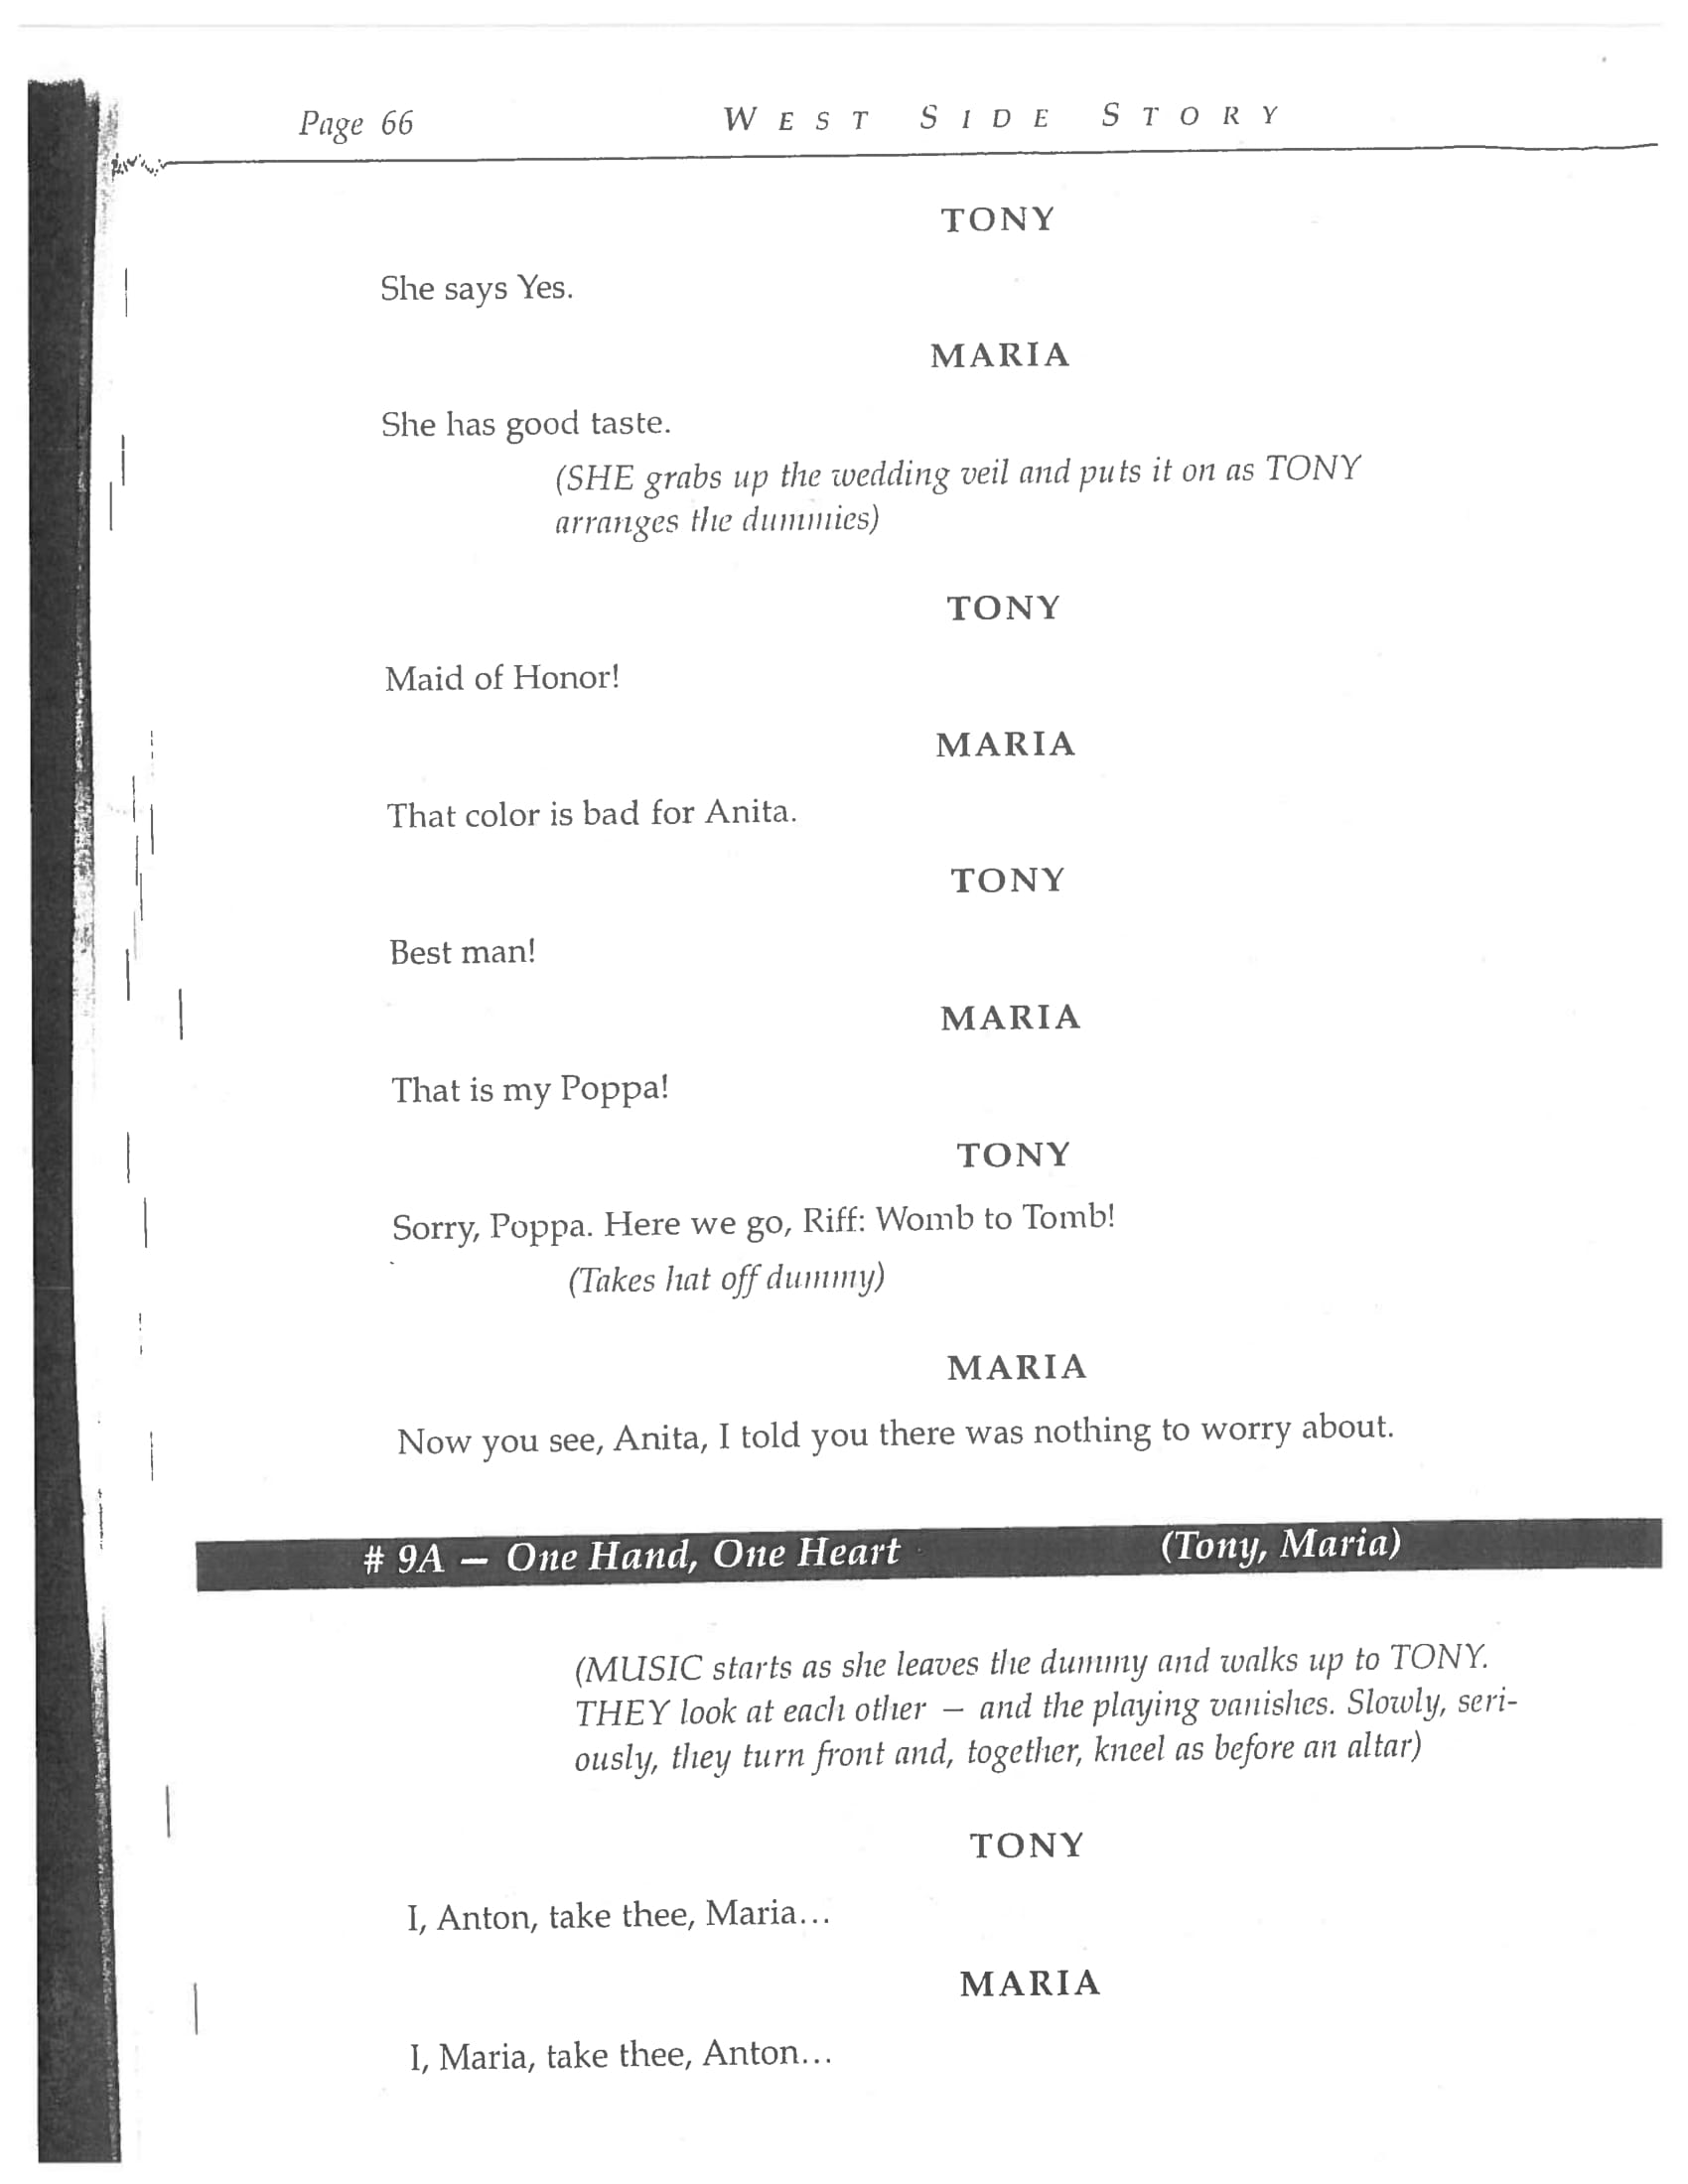 Page 66 WEST SIDE STORY
TONY
She says Yes.
MARIA
She has good taste.
(SHE grabs up the wedding veil and puts it on as TONY
arranges the dummies)
TONY
Maid of Honor!
MARIA
That color is bad for Anita.
TONY
Best man!
MARIA
That is my Poppa!
TONY
Sorry, Poppa. Here we go, Riff: Womb to Tomb!
(Takes hat off dummy)
MARIA
Now you see, Anita, I told you there was nothing to worry about.
# 9A — One Hand, One Heart (Tony, Maria)
(MUSIC starts as she leaves the dummy and walks up to TONY.
THEY look at each other — and the playing vanishes. Slowly, seri-
ously, they turn front and, together, kneel as before an altar)
TONY
I, Anton, take thee, Maria...
MARIA
I, Maria, take thee, Anton...